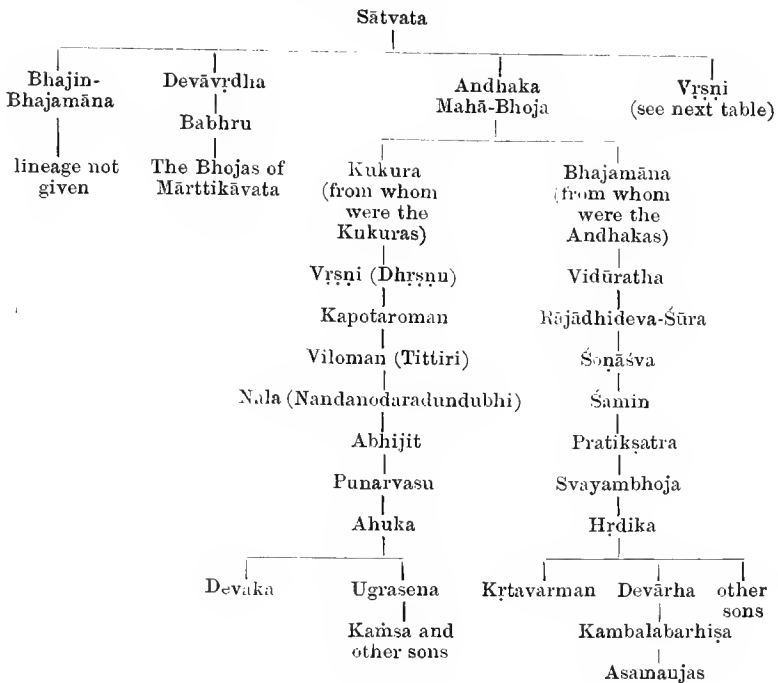 Sātvata
Bhajin- Devāvṛdha Andhaka Vṛṣṇi
Bhajamāna Mahā-Bhoja (see next table)
Babhru
lineage not The Bhojas of Kukura Bhajamāna
given Mārttikāvata (from whom (from whom
were the were the
Kukuras) Andhakas)
Vṛṣṇi (Dhṛṣṇu) Vidūratha
Kapotaroman Rājādhideva-Śūra
Viloman (Tittiri) Śoṇāśva
Nala (Nandanodaradundubhi) Śamin
Abhijit Pratikṣatra
Punarvasu Svayambhoja
Ahuka Hṛdika
Devaka Ugrasena Kṛtavarman Devārha other
sons
Kaṁsa and Kambalabarhiṣa
other sons
Asamaujas